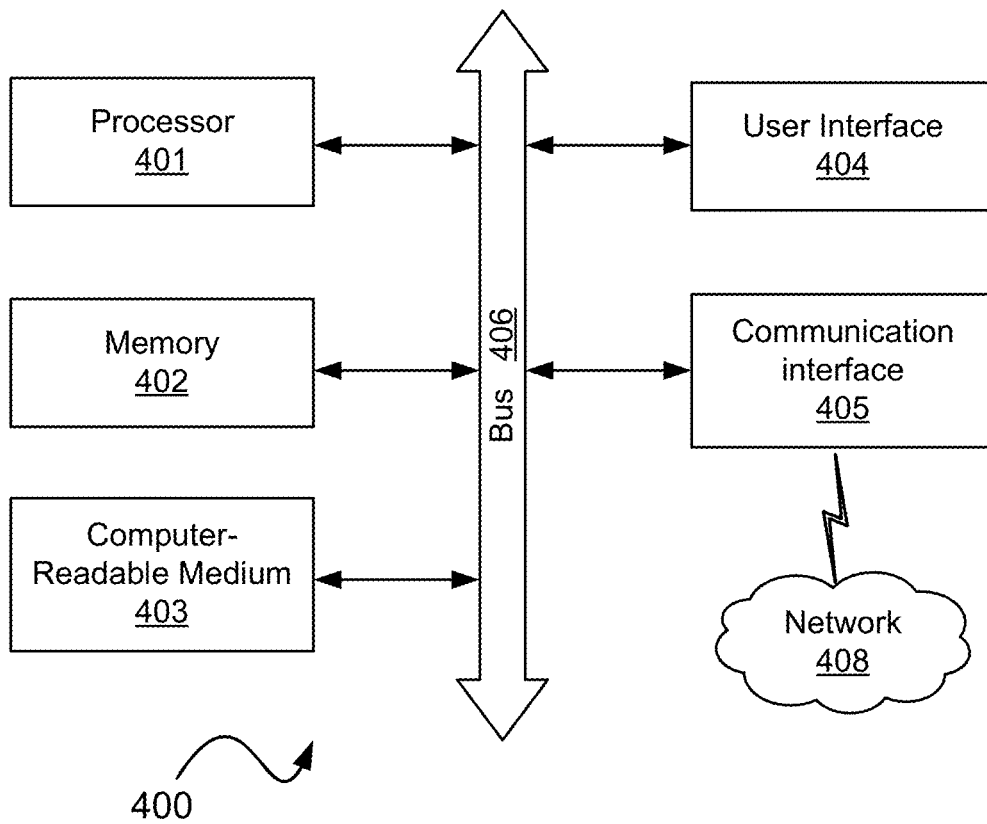 Processor
401
User Interface
404
Memory
402
Bus 406
Communication
interface
405
Computer-
Readable Medium
403
Network
408
400